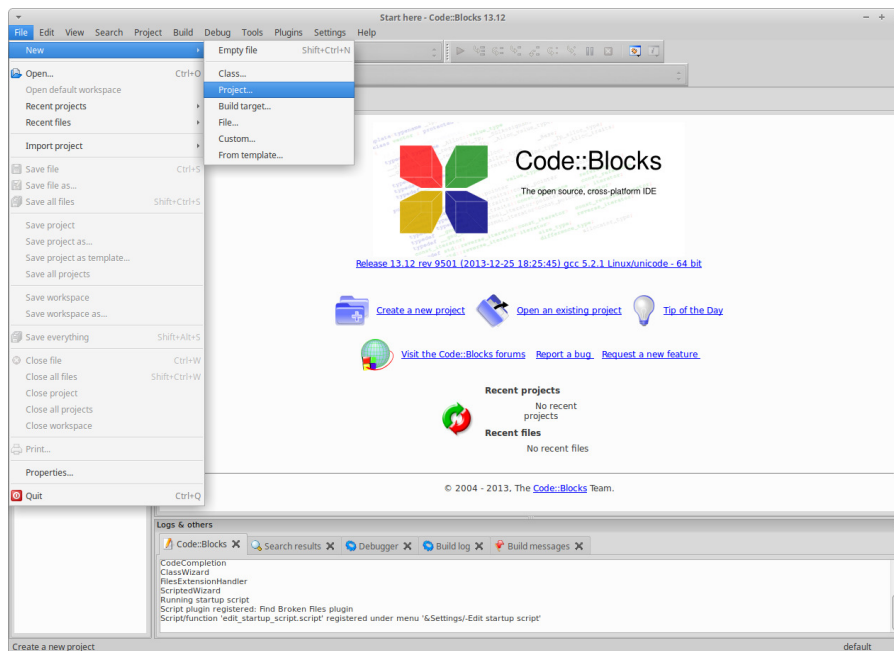 Start here - Code::Blocks 13.12
File Edit View Search Project Build Debug Tools Plugins Settings Help
New
Open... Ctrl+O
Open default workspace
Recent projects
Recent files
Import project
Save file Ctrl+S
Save file as...
Save all files Shift+Ctrl+S
Save project
Save project as...
Save project as template...
Save all projects
Save workspace
Save workspace as...
Save everything Shift+Alt+S
Close file Ctrl+W
Close all files Shift+Ctrl+W
Close project
Close all projects
Close workspace
Print...
Properties...
Quit Ctrl+Q
Empty file Shift+Ctrl+N
Class...
Project...
Build target...
File...
Custom...
From template...
Code::Blocks
The open source, cross-platform IDE
Release 13.12 rev 9501 (2013-12-25 18:25:45) gcc 5.2.1 Linux/unicode - 64 bit
Create a new project Open an existing project Tip of the Day
Visit the Code::Blocks forums Report a bug Request a new feature
Recent projects
No recent
projects
Recent files
No recent files
© 2004 - 2013, The Code::Blocks Team.
Logs & others
Code::Blocks Search results Debugger Build log Build messages
CodeCompletion
ClassWizard
FilesExtensionHandler
ScriptedWizard
Running startup script
Script plugin registered: Find Broken Files plugin
Script/function 'edit_startup_script.script' registered under menu '&Settings/-Edit startup script'
Create a new project default